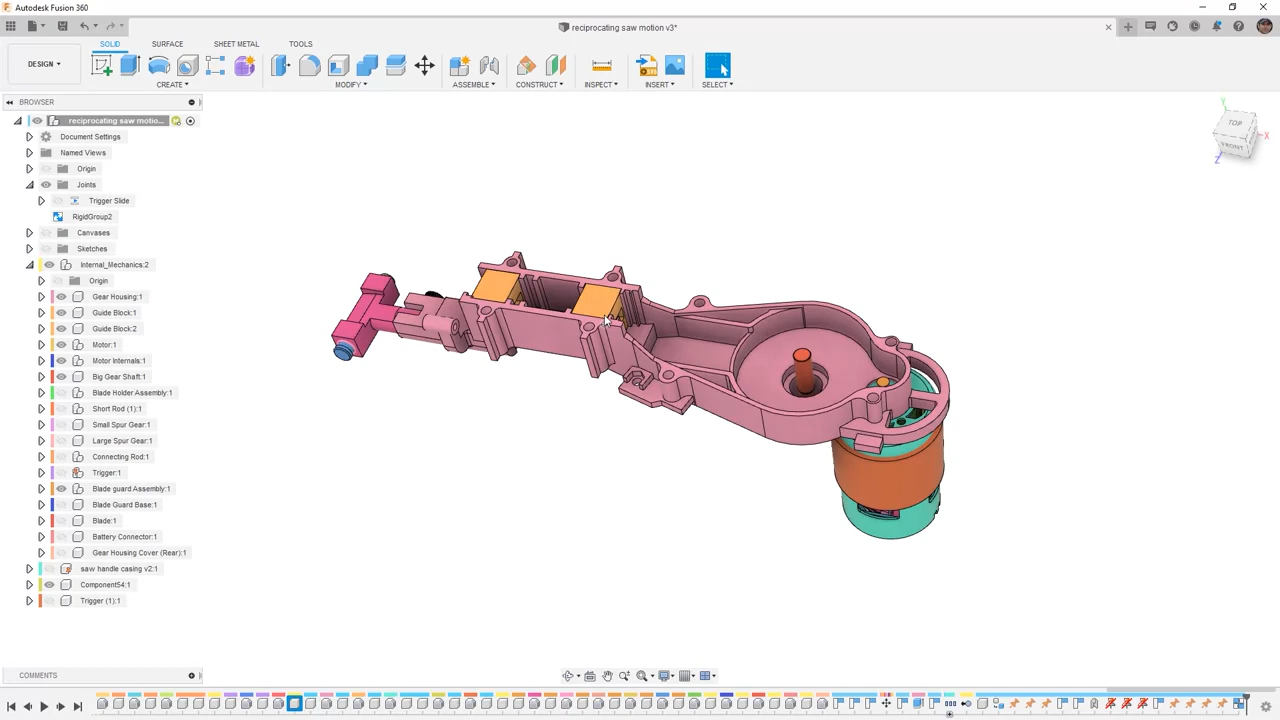 Autodesk Fusion 360
reciprocating saw motion v3*
SOLID SURFACE SHEET METAL TOOLS
DESIGN
CREATE MODIFY ASSEMBLE CONSTRUCT INSPECT INSERT SELECT
BROWSER
reciprocating saw motio...
Document Settings
Named Views
Origin
Joints
Trigger Slide
RigidGroup2
Canvases
Sketches
Internal_Mechanics:2
Origin
Gear Housing:1
Guide Block:1
Guide Block:2
Motor:1
Motor Internals:1
Big Gear Shaft:1
Blade Holder Assembly:1
Short Rod (1):1
Small Spur Gear:1
Large Spur Gear:1
Connecting Rod:1
Trigger:1
Blade guard Assembly:1
Blade Guard Base:1
Blade:1
Battery Connector:1
Gear Housing Cover (Rear):1
saw handle casing v2:1
Component54:1
Trigger (1):1
Y
TOP
X
FRONT
Z
COMMENTS